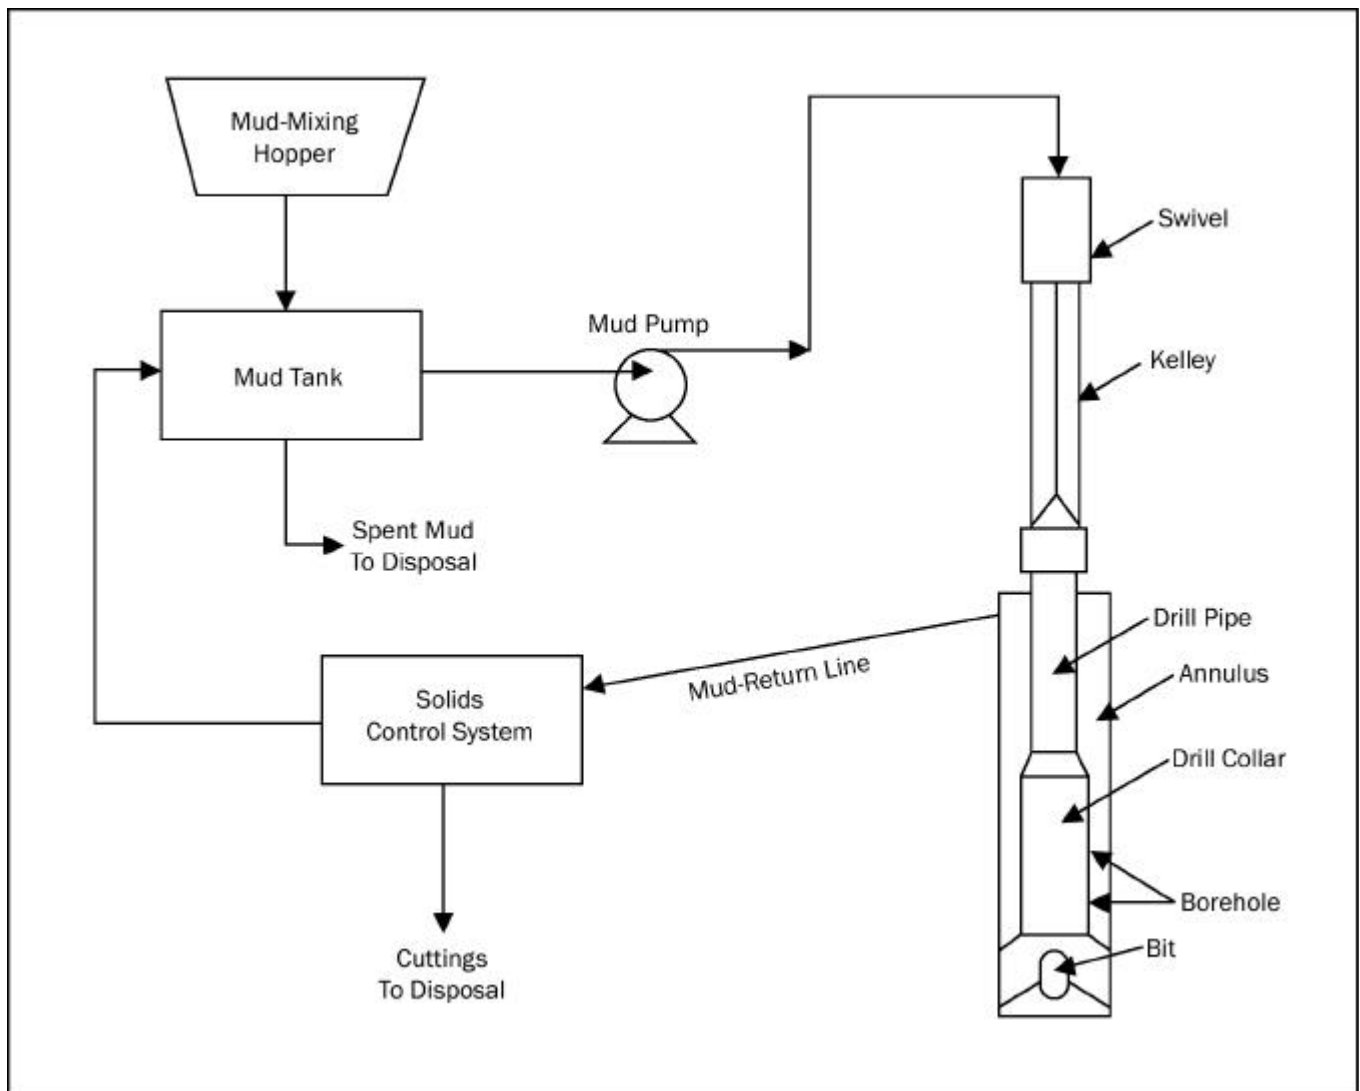 Mud-Mixing
Hopper
Swivel
Mud Pump
Kelley
Mud Tank
Spent Mud
To Disposal
Drill Pipe
Mud-Return Line
Annulus
Solids
Control System
Drill Collar
Borehole
Bit
Cuttings
To Disposal